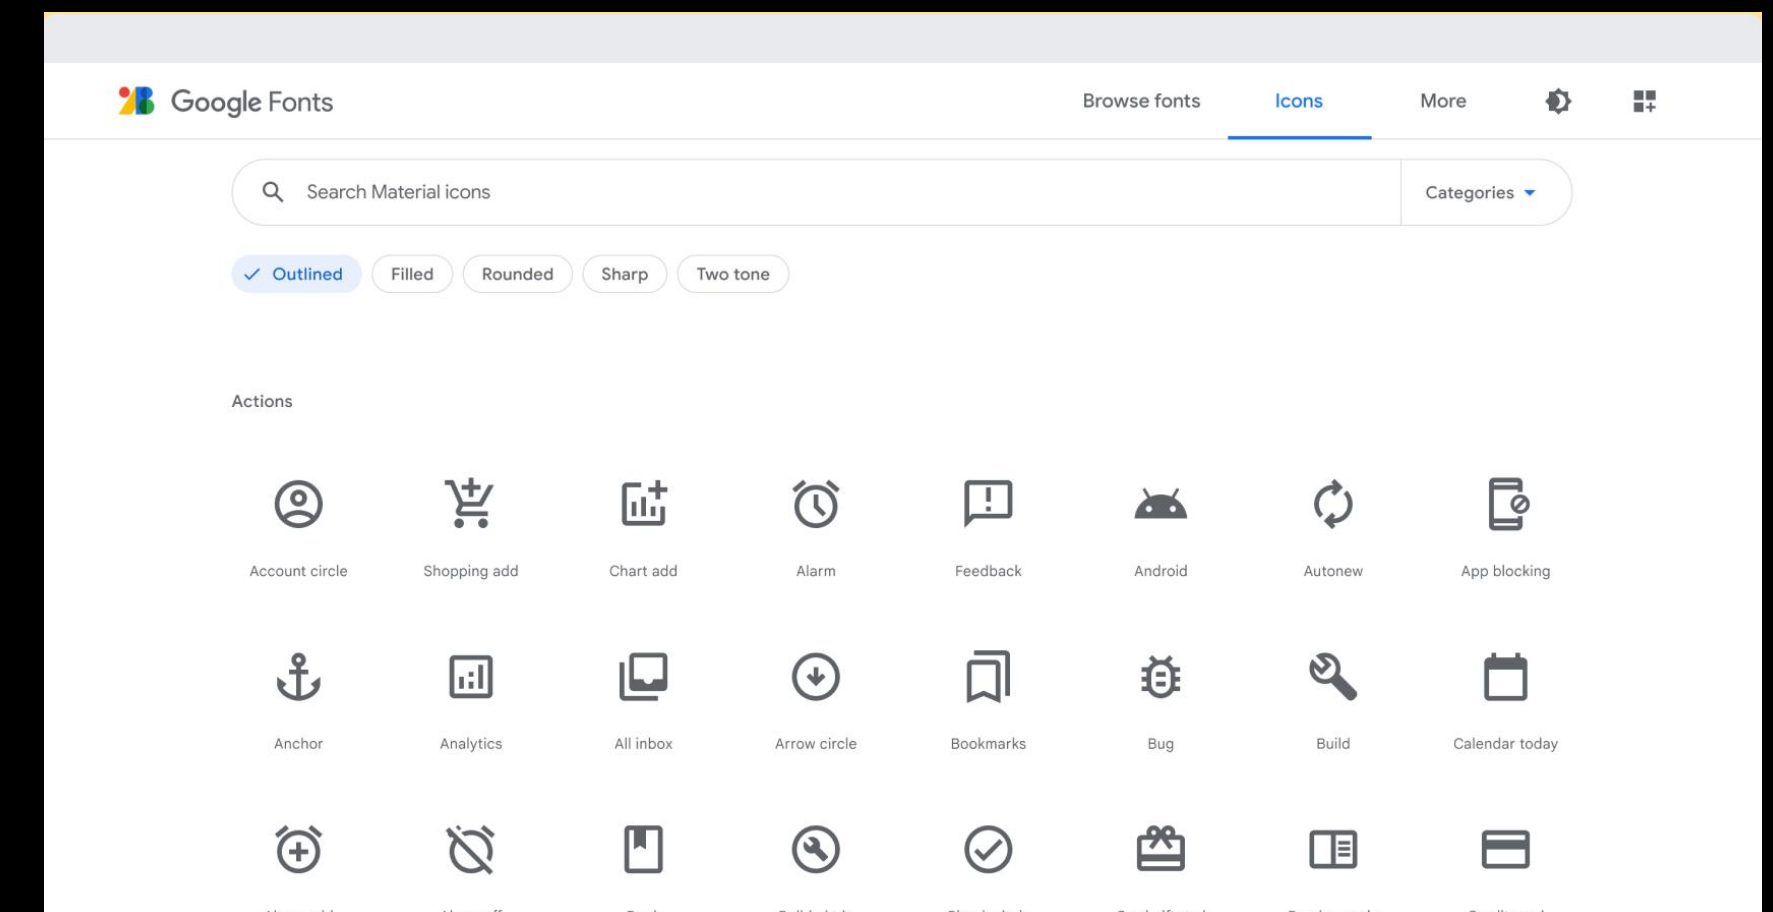 Google Fonts
Browse fonts
Icons
More
Search Material icons
Categories
Outlined
Filled
Rounded
Sharp
Two tone
Actions
Account circle
Shopping add
Chart add
Alarm
Feedback
Android
Autonew
App blocking
Anchor
Analytics
All inbox
Arrow circle
Bookmarks
Bug
Build
Calendar today